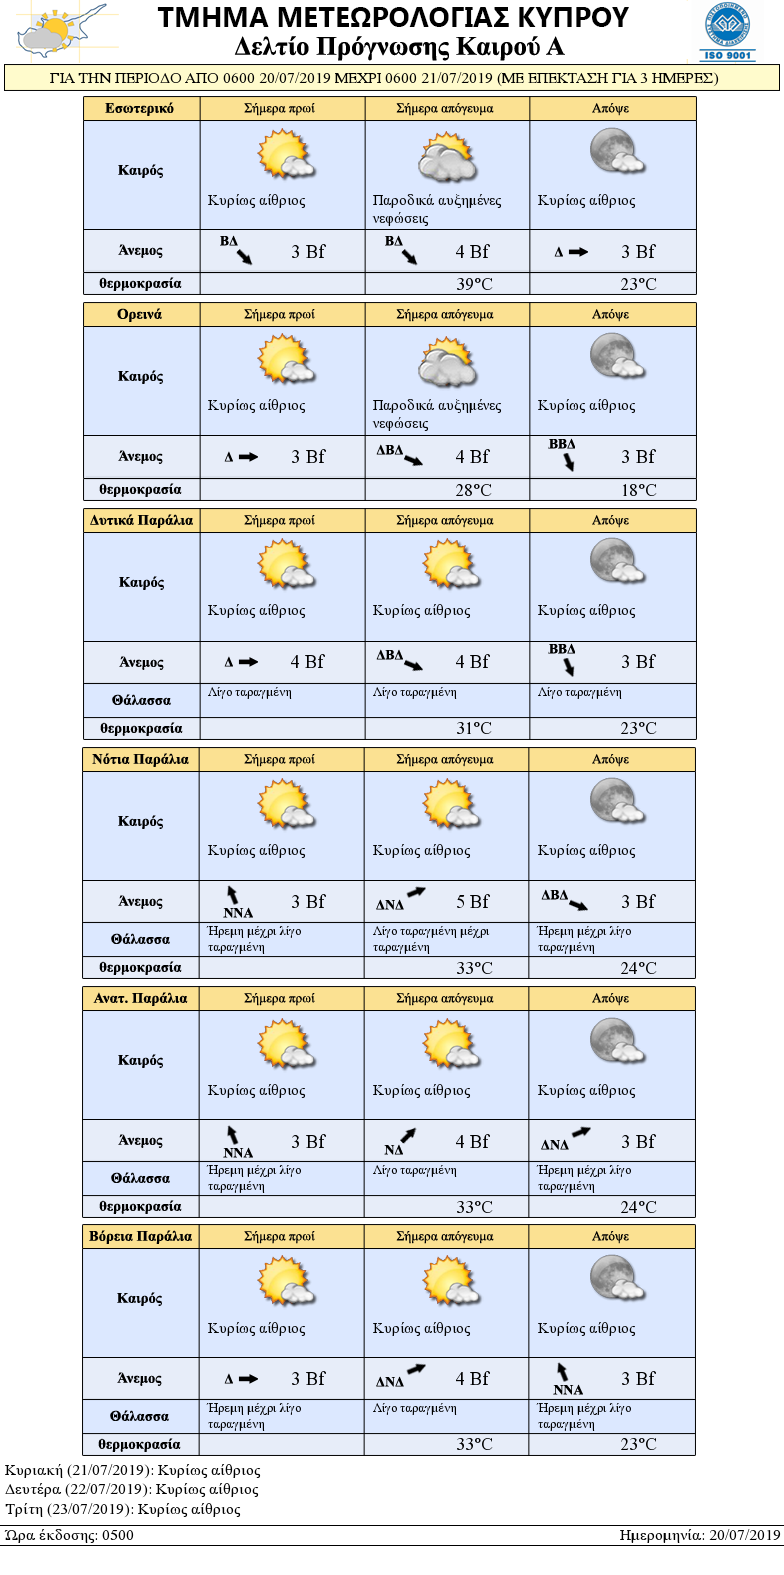 ΤΜΗΜΑ ΜΕΤΕΩΡΟΛΟΓΙΑΣ ΚΥΠΡΟΥ
Δελτίο Πρόγνωσης Καιρού Α
ISO 9001
ΓΙΑ ΤΗΝ ΠΕΡΙΟΔΟ ΑΠΟ 0600 20/07/2019 ΜΕΧΡΙ 0600 21/07/2019 (ΜΕ ΕΠΕΚΤΑΣΗ ΓΙΑ 3 ΗΜΕΡΕΣ)
Εσωτερικό Σήμερα πρωί Σήμερα απόγευμα Απόψε
Καιρός
Κυρίως αίθριος Παροδικά αυξημένες Κυρίως αίθριος
νεφώσεις
Άνεμος ΒΔ 3 Bf ΒΔ 4 Bf Δ 3 Bf
θερμοκρασία 39°C 23°C
Ορεινά Σήμερα πρωί Σήμερα απόγευμα Απόψε
Καιρός
Κυρίως αίθριος Παροδικά αυξημένες Κυρίως αίθριος
νεφώσεις
Άνεμος Δ 3 Bf ΔΒΔ 4 Bf ΒΒΔ 3 Bf
θερμοκρασία 28°C 18°C
Δυτικά Παράλια Σήμερα πρωί Σήμερα απόγευμα Απόψε
Καιρός
Κυρίως αίθριος Κυρίως αίθριος Κυρίως αίθριος
Άνεμος Δ 4 Bf ΔΒΔ 4 Bf ΒΒΔ 3 Bf
Θάλασσα Λίγο ταραγμένη Λίγο ταραγμένη Λίγο ταραγμένη
θερμοκρασία 31°C 23°C
Νότια Παράλια Σήμερα πρωί Σήμερα απόγευμα Απόψε
Καιρός
Κυρίως αίθριος Κυρίως αίθριος Κυρίως αίθριος
Άνεμος ΝΝΑ 3 Bf ΔΝΔ 5 Bf ΔΒΔ 3 Bf
Θάλασσα Ήρεμη μέχρι λίγο Λίγο ταραγμένη μέχρι Ήρεμη μέχρι λίγο
ταραγμένη ταραγμένη ταραγμένη
θερμοκρασία 33°C 24°C
Ανατ. Παράλια Σήμερα πρωί Σήμερα απόγευμα Απόψε
Καιρός
Κυρίως αίθριος Κυρίως αίθριος Κυρίως αίθριος
Άνεμος ΝΝΑ 3 Bf ΝΔ 4 Bf ΔΝΔ 3 Bf
Θάλασσα Ήρεμη μέχρι λίγο Λίγο ταραγμένη Ήρεμη μέχρι λίγο
ταραγμένη ταραγμένη
θερμοκρασία 33°C 24°C
Βόρεια Παράλια Σήμερα πρωί Σήμερα απόγευμα Απόψε
Καιρός
Κυρίως αίθριος Κυρίως αίθριος Κυρίως αίθριος
Άνεμος Δ 3 Bf ΔΝΔ 4 Bf ΝΝΑ 3 Bf
Θάλασσα Ήρεμη μέχρι λίγο Λίγο ταραγμένη Ήρεμη μέχρι λίγο
ταραγμένη ταραγμένη
θερμοκρασία 33°C 23°C
Κυριακή (21/07/2019): Κυρίως αίθριος
Δευτέρα (22/07/2019): Κυρίως αίθριος
Τρίτη (23/07/2019): Κυρίως αίθριος
Ώρα έκδοσης: 0500 Ημερομηνία: 20/07/2019